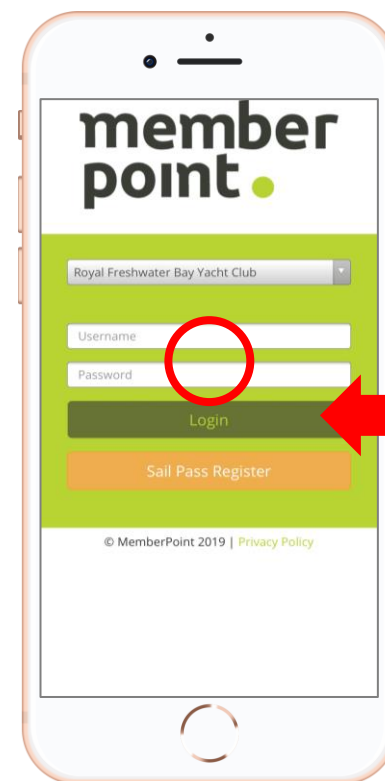 member
point.
Royal Freshwater Bay Yacht Club
Username
Password
Login
Sail Pass Register
© MemberPoint 2019 | Privacy Policy